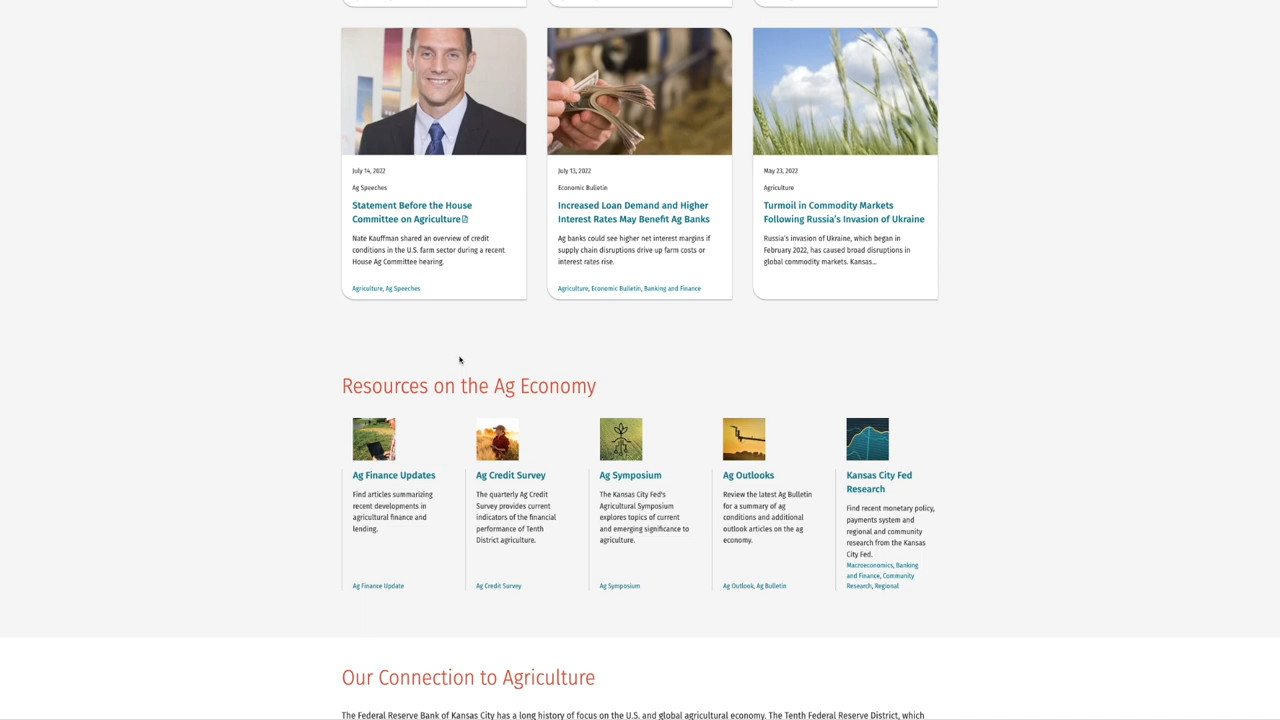 July 14, 2022
Ag Speeches
Statement Before the House
Committee on Agriculture
Nate Kauffman shared an overview of credit
conditions in the U.S. farm sector during a recent
House Ag Committee hearing.
Agriculture, Ag Speeches
July 13, 2022
Economic Bulletin
Increased Loan Demand and Higher
Interest Rates May Benefit Ag Banks
Ag banks could see higher net interest margins if
supply chain disruptions drive up farm costs or
interest rates rise.
Agriculture, Economic Bulletin, Banking and Finance
May 23, 2022
Agriculture
Turmoil in Commodity Markets
Following Russia's Invasion of Ukraine
Russia's invasion of Ukraine, which began in
February 2022, has caused broad disruptions in
global commodity markets. Kansas...
Resources on the Ag Economy
Ag Finance Updates
Find articles summarizing
recent developments in
agricultural finance and
lending.
Ag Finance Update
Ag Credit Survey
The quarterly Ag Credit
Survey provides current
indicators of the financial
performance of Tenth
District agriculture.
Ag Credit Survey
Ag Symposium
The Kansas City Fed's
Agricultural Symposium
explores topics of current
and emerging significance to
agriculture.
Ag Symposium
Ag Outlooks
Review the latest Ag Bulletin
for a summary of ag
conditions and additional
outlook articles on the ag
economy.
Ag Outlook, Ag Bulletin
Kansas City Fed
Research
Find recent monetary policy,
payments system and
regional and community
research from the Kansas
City Fed.
Macroeconomics, Banking
and Finance, Community
Research, Regional
Our Connection to Agriculture
The Federal Reserve Bank of Kansas City has a long history of focus on the U.S. and global agricultural economy. The Tenth Federal Reserve District, which